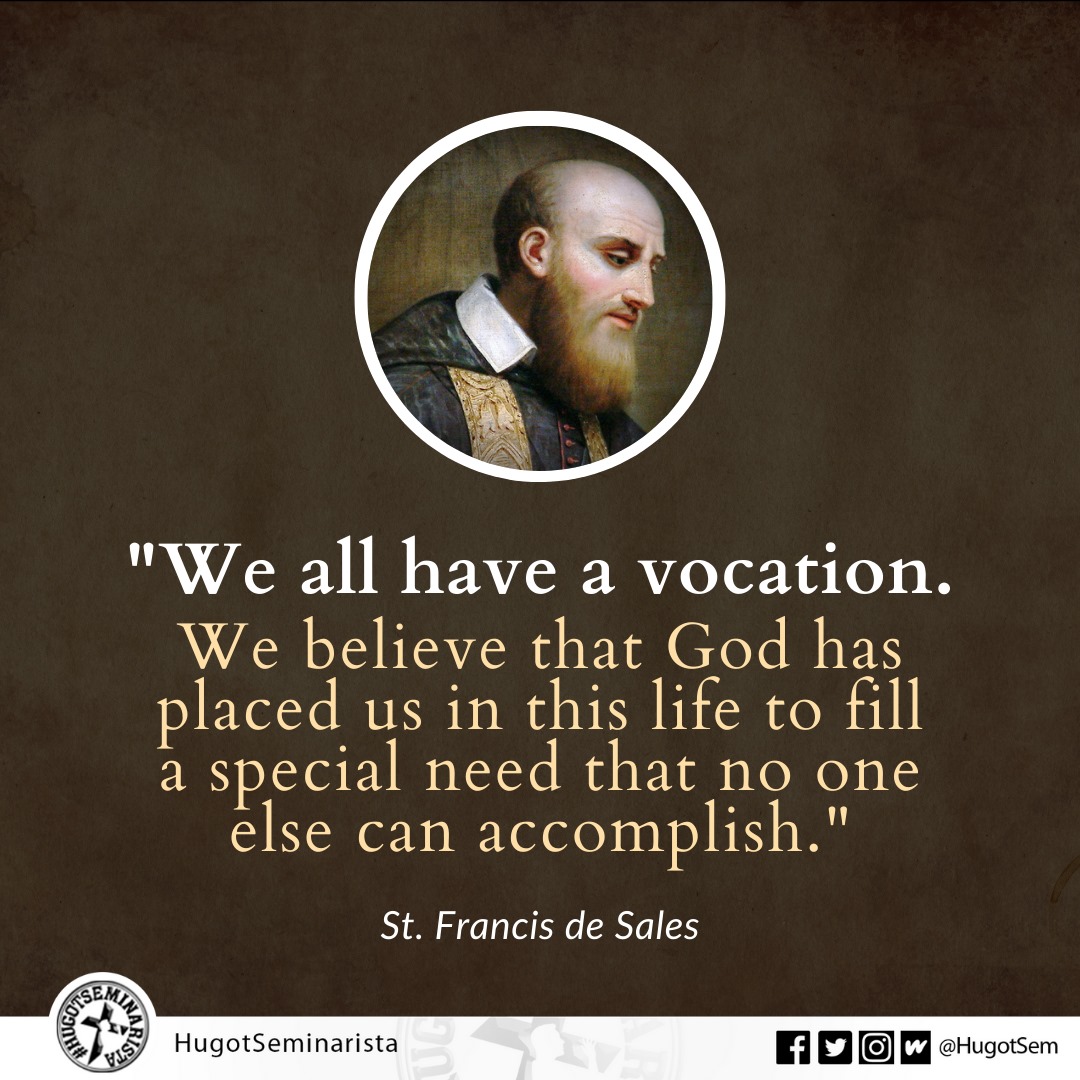 "We all have a vocation.
We believe that God has
placed us in this life to fill
a special need that no one
else can accomplish."
St. Francis de Sales
#HUGOTSEMINARISTA
HugotSeminarista
@HugotSem